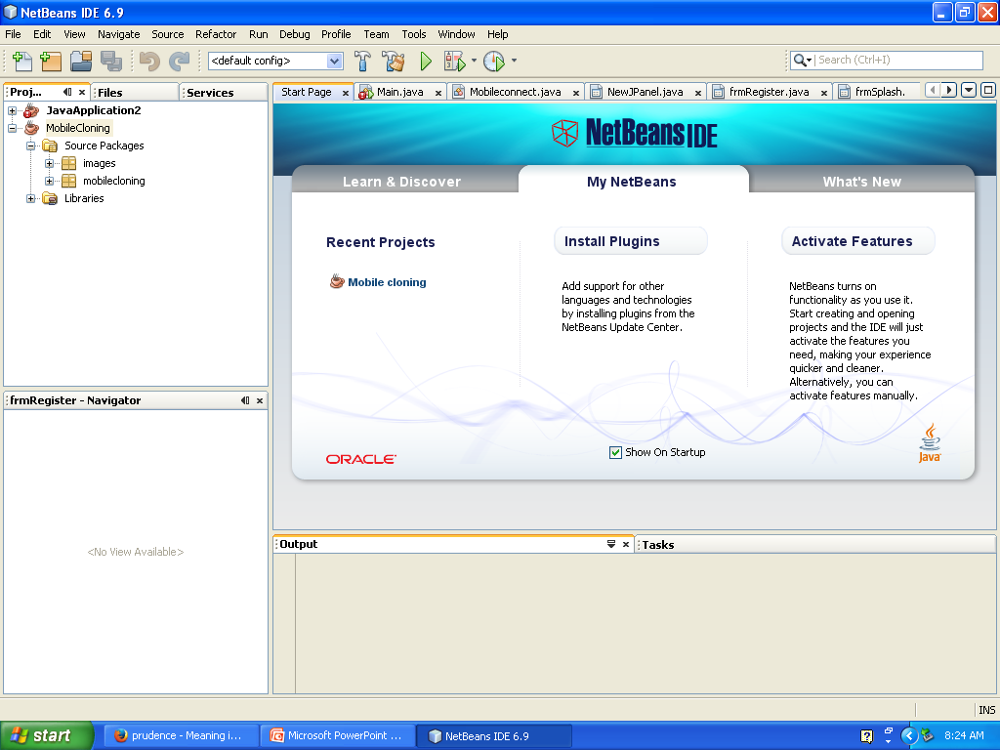 NetBeans IDE 6.9
File Edit View Navigate Source Refactor Run Debug Profile Team Tools Window Help
<default config>
Search (Ctrl+I)
Proj... Files Services
Start Page Main.java Mobileconnect.java NewJPanel.java frmRegister.java frmSplash.
JavaApplication2
MobileCloning
Source Packages
images
mobilecloning
Libraries
NetBeans IDE
Learn & Discover My NetBeans What's New
Recent Projects
Mobile cloning
Install Plugins
Add support for other
languages and technologies
by installing plugins from the
NetBeans Update Center.
Activate Features
NetBeans turns on
functionality as you use it.
Start creating and opening
projects and the IDE will just
activate the features you
need, making your experience
quicker and cleaner.
Alternatively, you can
activate features manually.
ORACLE
Show On Startup
Java
frmRegister - Navigator
<No View Available>
Output Tasks
INS
start prudence - Meaning i... Microsoft PowerPoint ... NetBeans IDE 6.9 8:24 AM